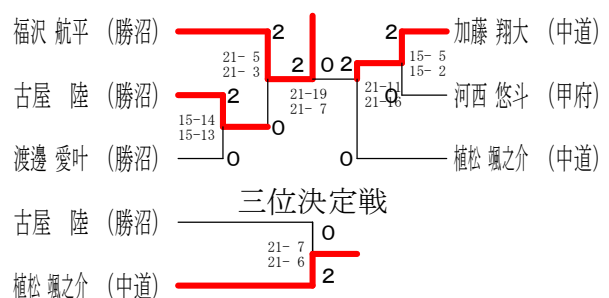 福沢 航平 (勝沼) 2 2 加藤 翔大 (中道)
21- 5
21- 3
2 0 2
15- 5
15- 2
古屋 陸 (勝沼) 2
21-19
21- 7
21-11
21-16
0 河西 悠斗 (甲府)
15-14
15-13
0
渡邊 愛叶 (勝沼) 0 0 植松 颯之介 (中道)
三位決定戦
古屋 陸 (勝沼) 0
21- 7
21- 6
植松 颯之介 (中道) 2